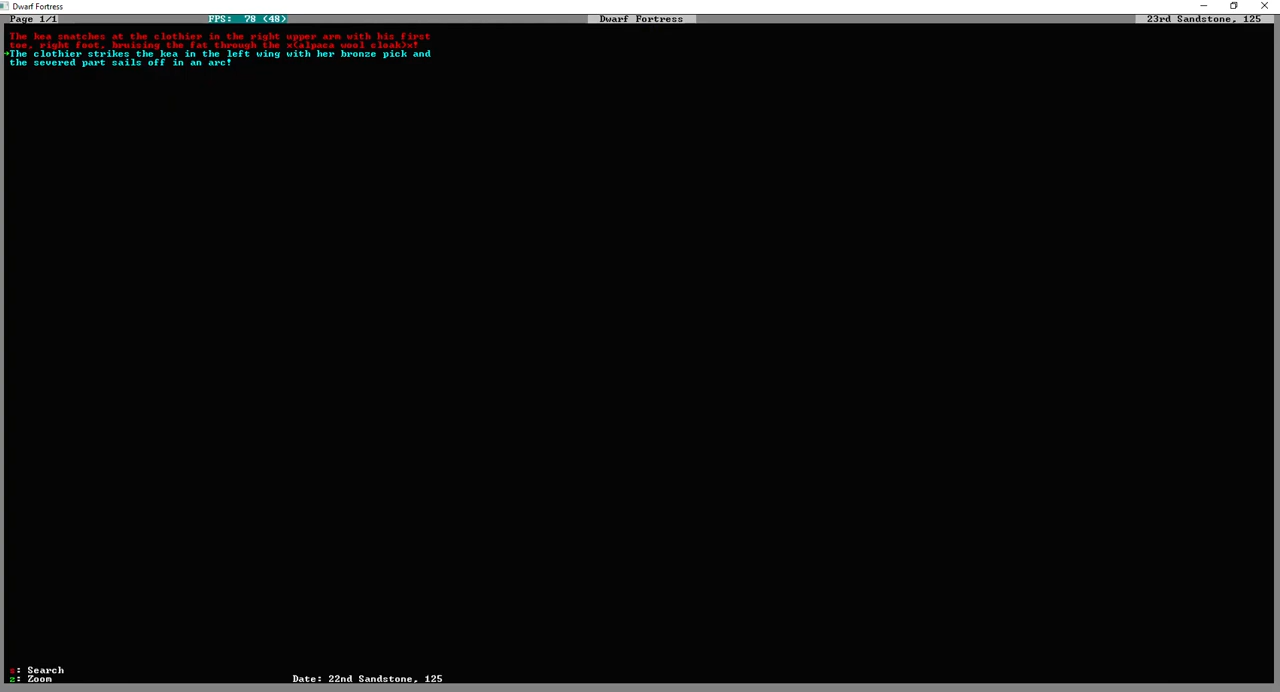 Dwarf Fortress
Page 1/1 FPS: 78 (48) Dwarf Fortress 23rd Sandstone, 125
The kea snatches at the clothier in the right upper arm with his first
toe, right foot, bruising the fat through the x(alpaca wool cloak)x!
The clothier strikes the kea in the left wing with her bronze pick and
the severed part sails off in an arc!
s: Search
z: Zoom Date: 22nd Sandstone, 125